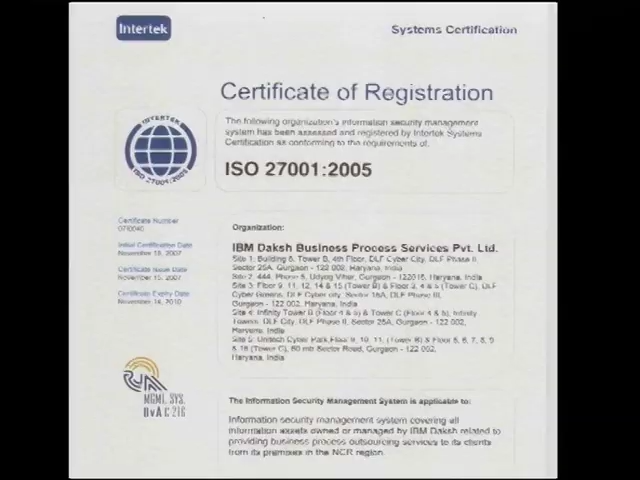 Intertek
Systems Certification
Certificate of Registration
The following organization's information security management
system has been assessed and registered by Intertek Systems
Certification as conforming to the requirements of:
ISO 27001:2005
INTERTEK
ISO 27001:2005
Certificate Number
Initial Certification Date
November 15, 2007
Certificate Issue Date
November 15, 2007
Certificate Expiry Date
November 14, 2010
Organization:
IBM Daksh Business Process Services Pvt. Ltd.
Site 1: Building 8, Tower B, 4th Floor, DLF Cyber City, DLF Phase II,
Sector 25A, Gurgaon - 122 002, Haryana, India
Site 2: 444, Phase Udyog Vihar, Gurgaon - 122016, Haryana, India
Site 3: Floor 9, 11, 12, 14 & 15 (Tower B) & Floor 3, 4 & 5 (Tower C), DLF
Cyber Greens, DLF Cyber city, Sector DLF Phase III,
Gurgaon - 122 002, Haryana, India
Site 4: Infinity Tower B (Floor 4 & 5) & Tower C (Floor 4 & 5), Infinity
Towers, DLF City, DLF Phase II, Sector 25A, Gurgaon - 122 002,
Haryana, India
Site 5: Unitech Cyber Park, Floor 9, 10, 11, (Tower B) & Floor 5, 6, 7, 8, 9
& 16 (Tower C), Sector Road, Gurgaon - 122 002,
Haryana, India
RvA
MGMT. SYS.
RvA C 216
The Information Security Management System is applicable to:
Information security management system covering all
information assets owned or managed by IBM Daksh related to
providing business process outsourcing services to its clients
from its premises in the NCR region.